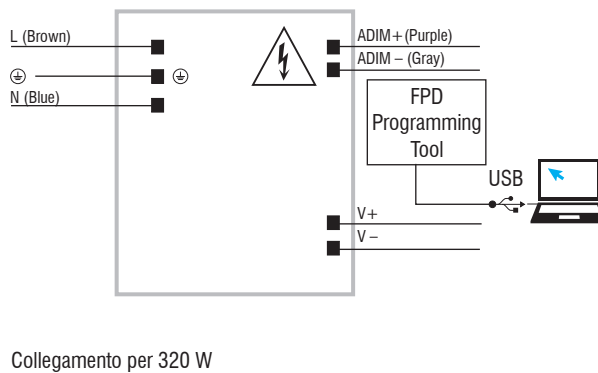 L (Brown)
N (Blue)
ADIM+(Purple)
ADIM – (Gray)
FPD
Programming
Tool
USB
V+
V –
Collegamento per 320 W